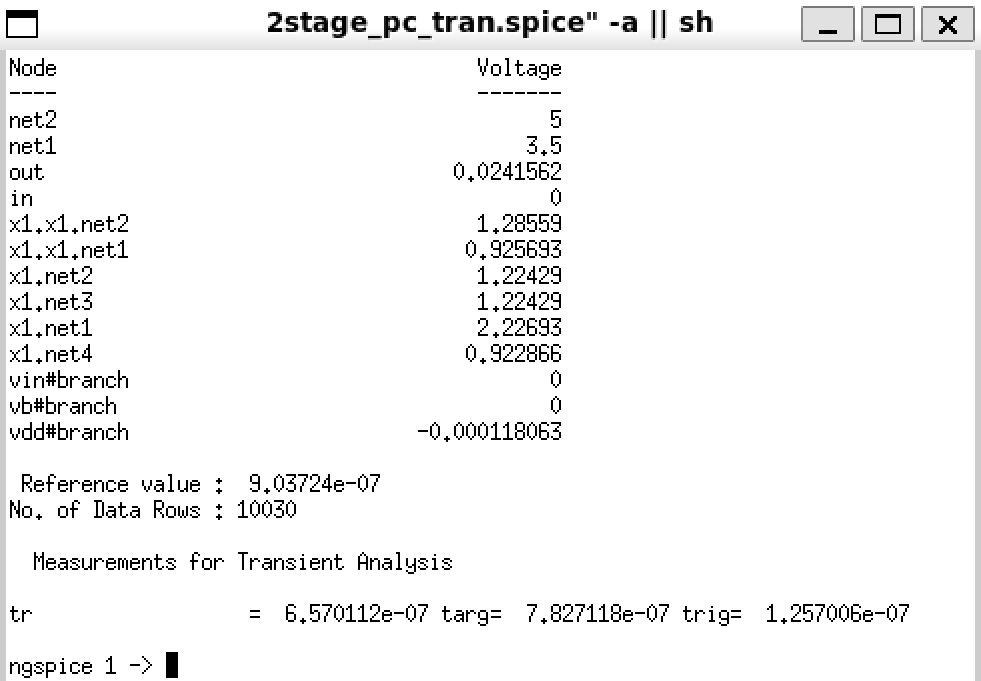 2stage_pc_tran.spice" -a || sh
Node Voltage
---- -------
net2 5
net1 3.5
out 0.0241562
in 0
x1.x1.net2 1.28559
x1.x1.net1 0.925693
x1.net2 1.22429
x1.net3 1.22429
x1.net1 2.22693
x1.net4 0.922866
vin#branch 0
vb#branch 0
vdd#branch -0.000118063
Reference value : 9.03724e-07
No. of Data Rows : 10030
Measurements for Transient Analysis
tr = 6.570112e-07 targ= 7.827118e-07 trig= 1.257006e-07
ngspice 1 ->